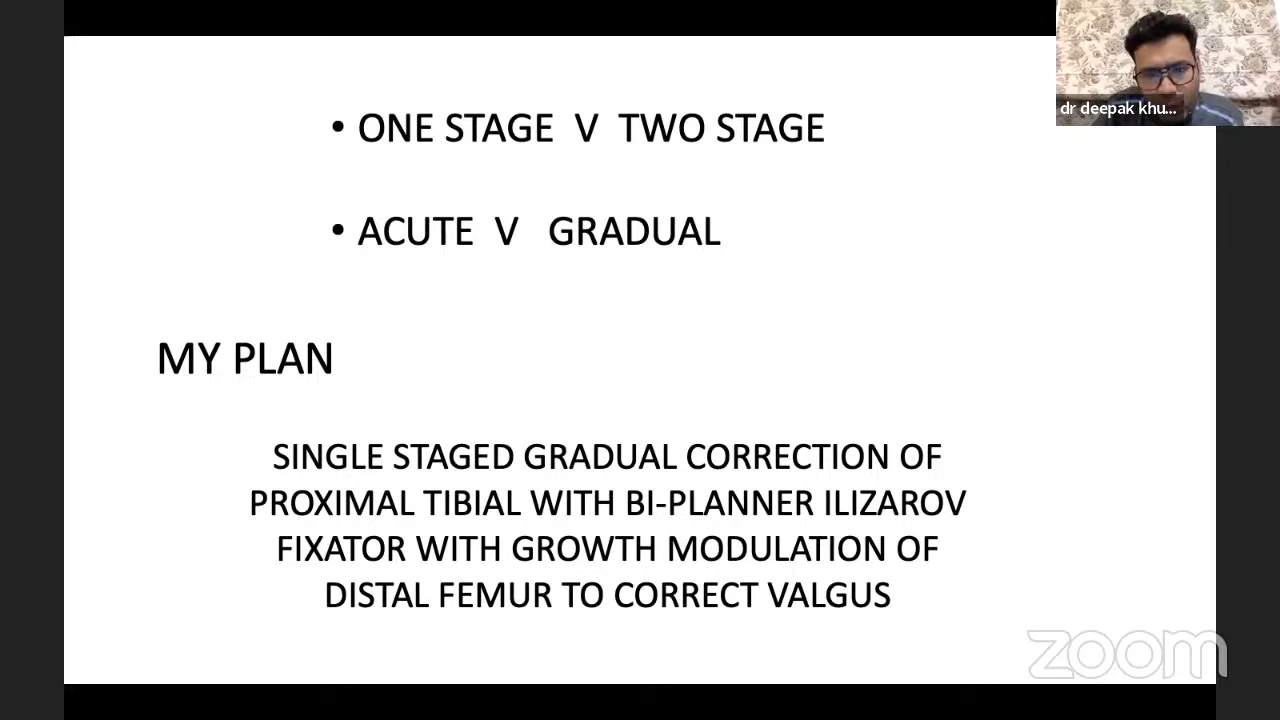 dr deepak khu...
• ONE STAGE V TWO STAGE
• ACUTE V GRADUAL
MY PLAN
SINGLE STAGED GRADUAL CORRECTION OF
PROXIMAL TIBIAL WITH BI-PLANNER ILIZAROV
FIXATOR WITH GROWTH MODULATION OF
DISTAL FEMUR TO CORRECT VALGUS
zoom